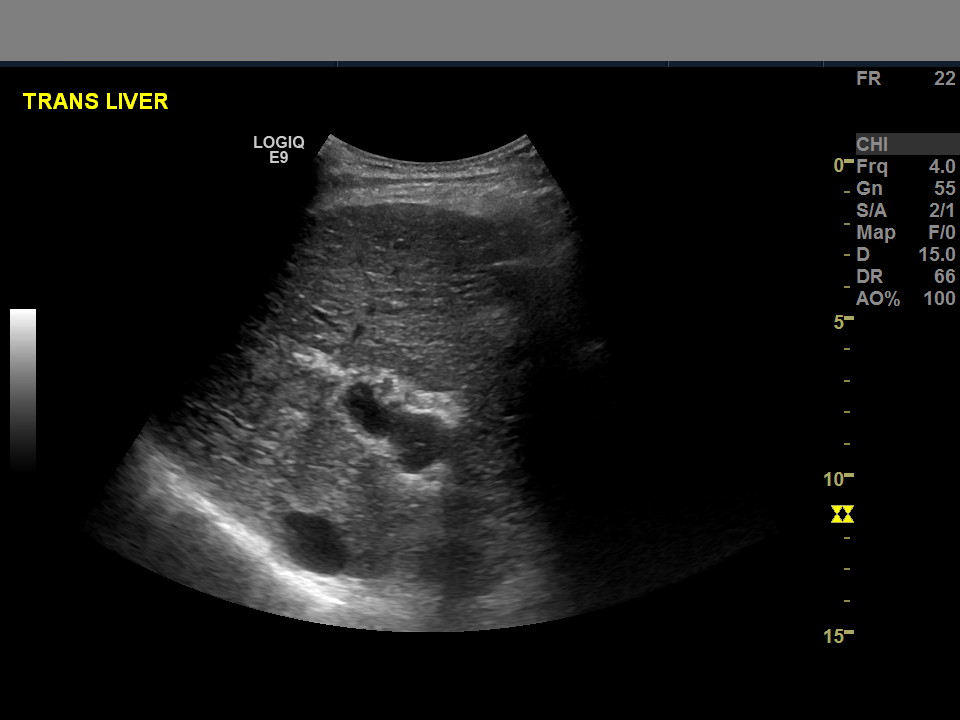 TRANS LIVER
LOGIQ
E9
FR 22
CHI
Frq 4.0
Gn 55
S/A 2/1
Map F/0
D 15.0
DR 66
AO% 100
0
5
10
15